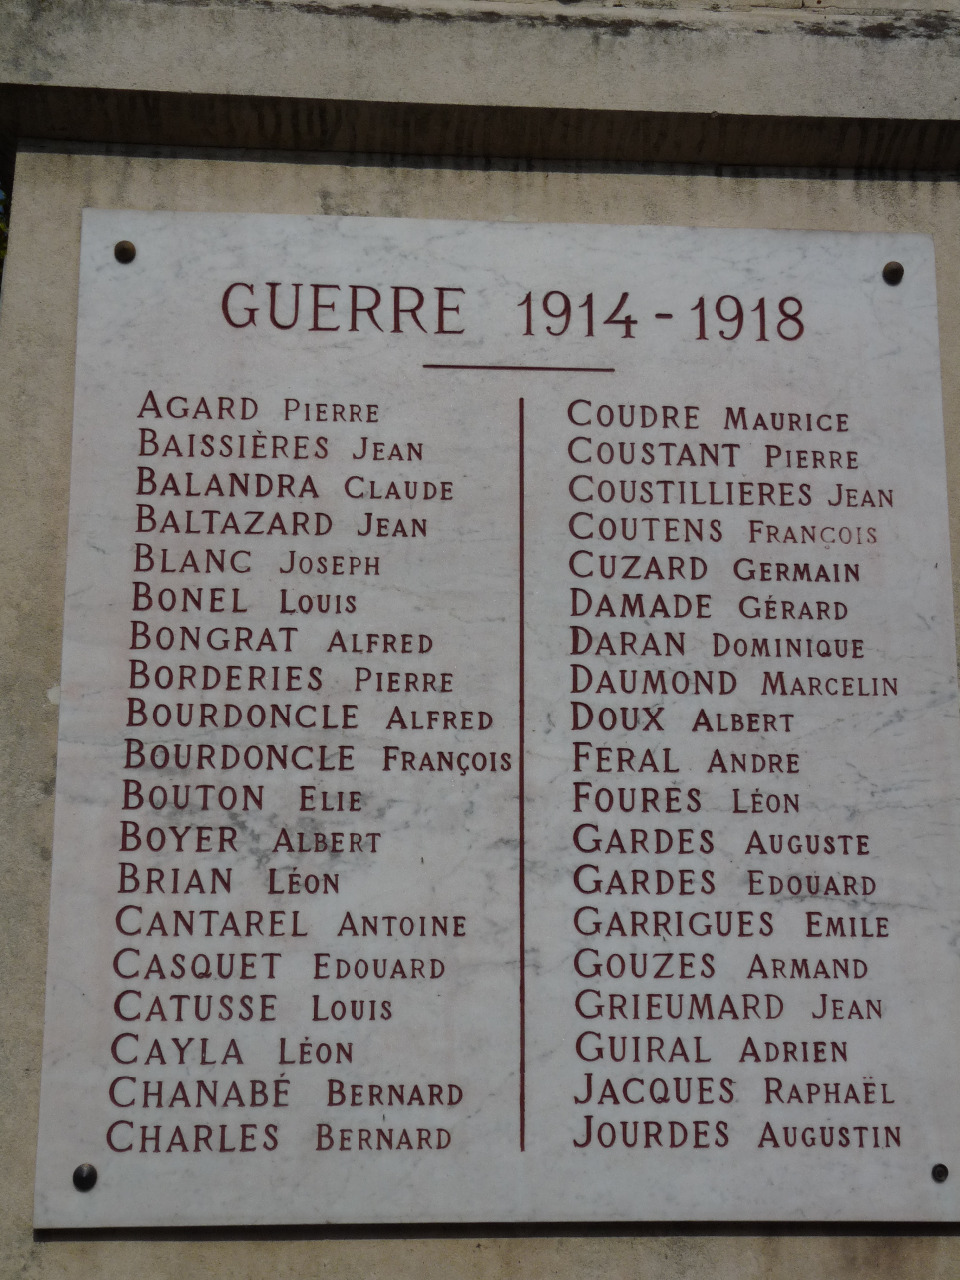 GUERRE 1914-1918
AGARD PIERRE
BAISSIÈRES JEAN
BALANDRA CLAUDE
BALTAZARD JEAN
BLANC JOSEPH
BONEL LOUIS
BONGRAT ALFRED
BORDERIES PIERRE
BOURDONCLE ALFRED
BOURDONCLE FRANÇOIS
BOUTON ELIE
BOYER ALBERT
BRIAN LÉON
CANTAREL ANTOINE
CASQUET EDOUARD
CATUSSE LOUIS
CAYLA LÉON
CHANABÉ BERNARD
CHARLES BERNARD
COUDRE MAURICE
COUSTANT PIERRE
COUSTILLIÈRES JEAN
COUTENS FRANÇOIS
CUZARD GERMAIN
DAMADE GÉRARD
DARAN DOMINIQUE
DAUMOND MARCELIN
DOUX ALBERT
FÉRAL ANDRE
FOURÈS LÉON
GARDES AUGUSTE
GARDES EDOUARD
GARRIGUES EMILE
GOUZES ARMAND
GRIEUMARD JEAN
GUIRAL ADRIEN
JACQUES RAPHAËL
JOURDES AUGUSTIN